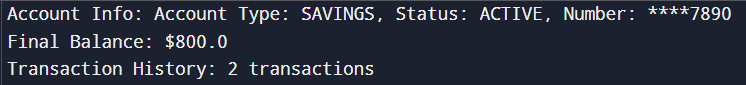 Account Info: Account Type: SAVINGS, Status: ACTIVE, Number: ****7890
Final Balance: $800.0
Transaction History: 2 transactions